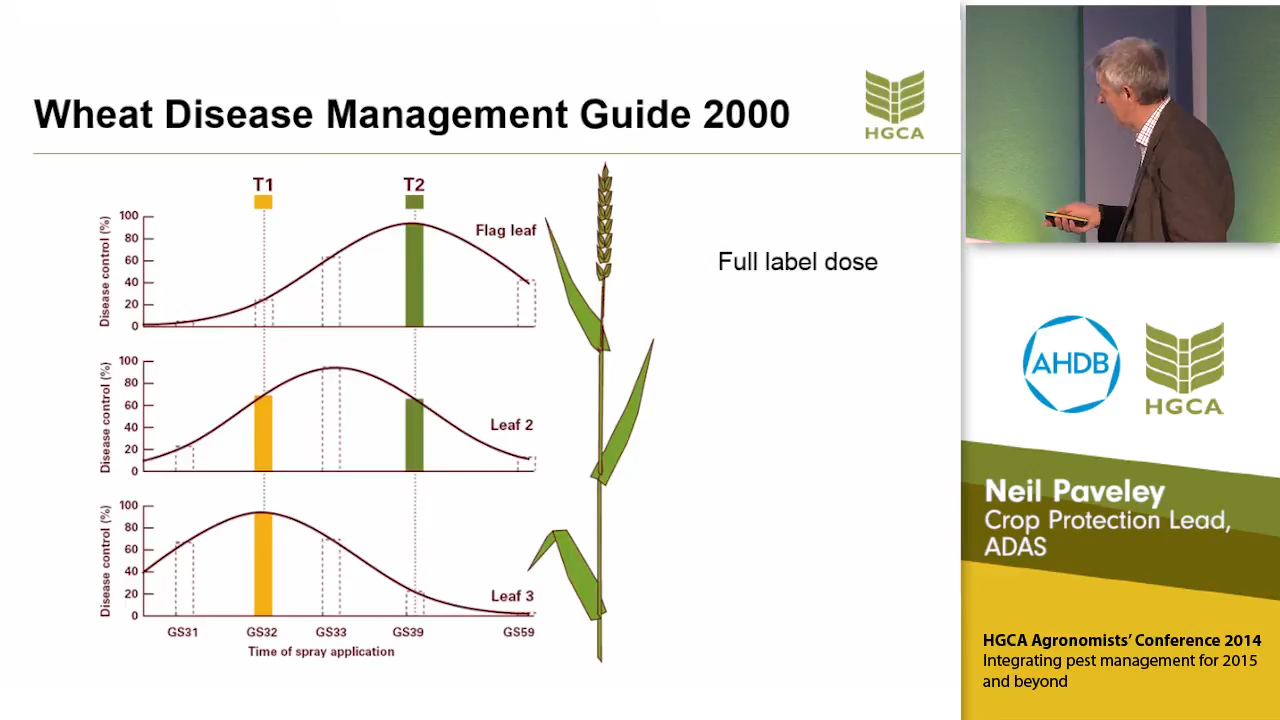 Wheat Disease Management Guide 2000
HGCA
T1
T2
Disease control (%)
100
80
60
40
20
0
Flag leaf
Full label dose
Disease control (%)
100
80
60
40
20
0
Leaf 2
Disease control (%)
100
80
60
40
20
0
Leaf 3
GS31
GS32
GS33
GS39
GS59
Time of spray application
AHDB
HGCA
Neil Paveley
Crop Protection Lead,
ADAS
HGCA Agronomists' Conference 2014
Integrating pest management for 2015
and beyond